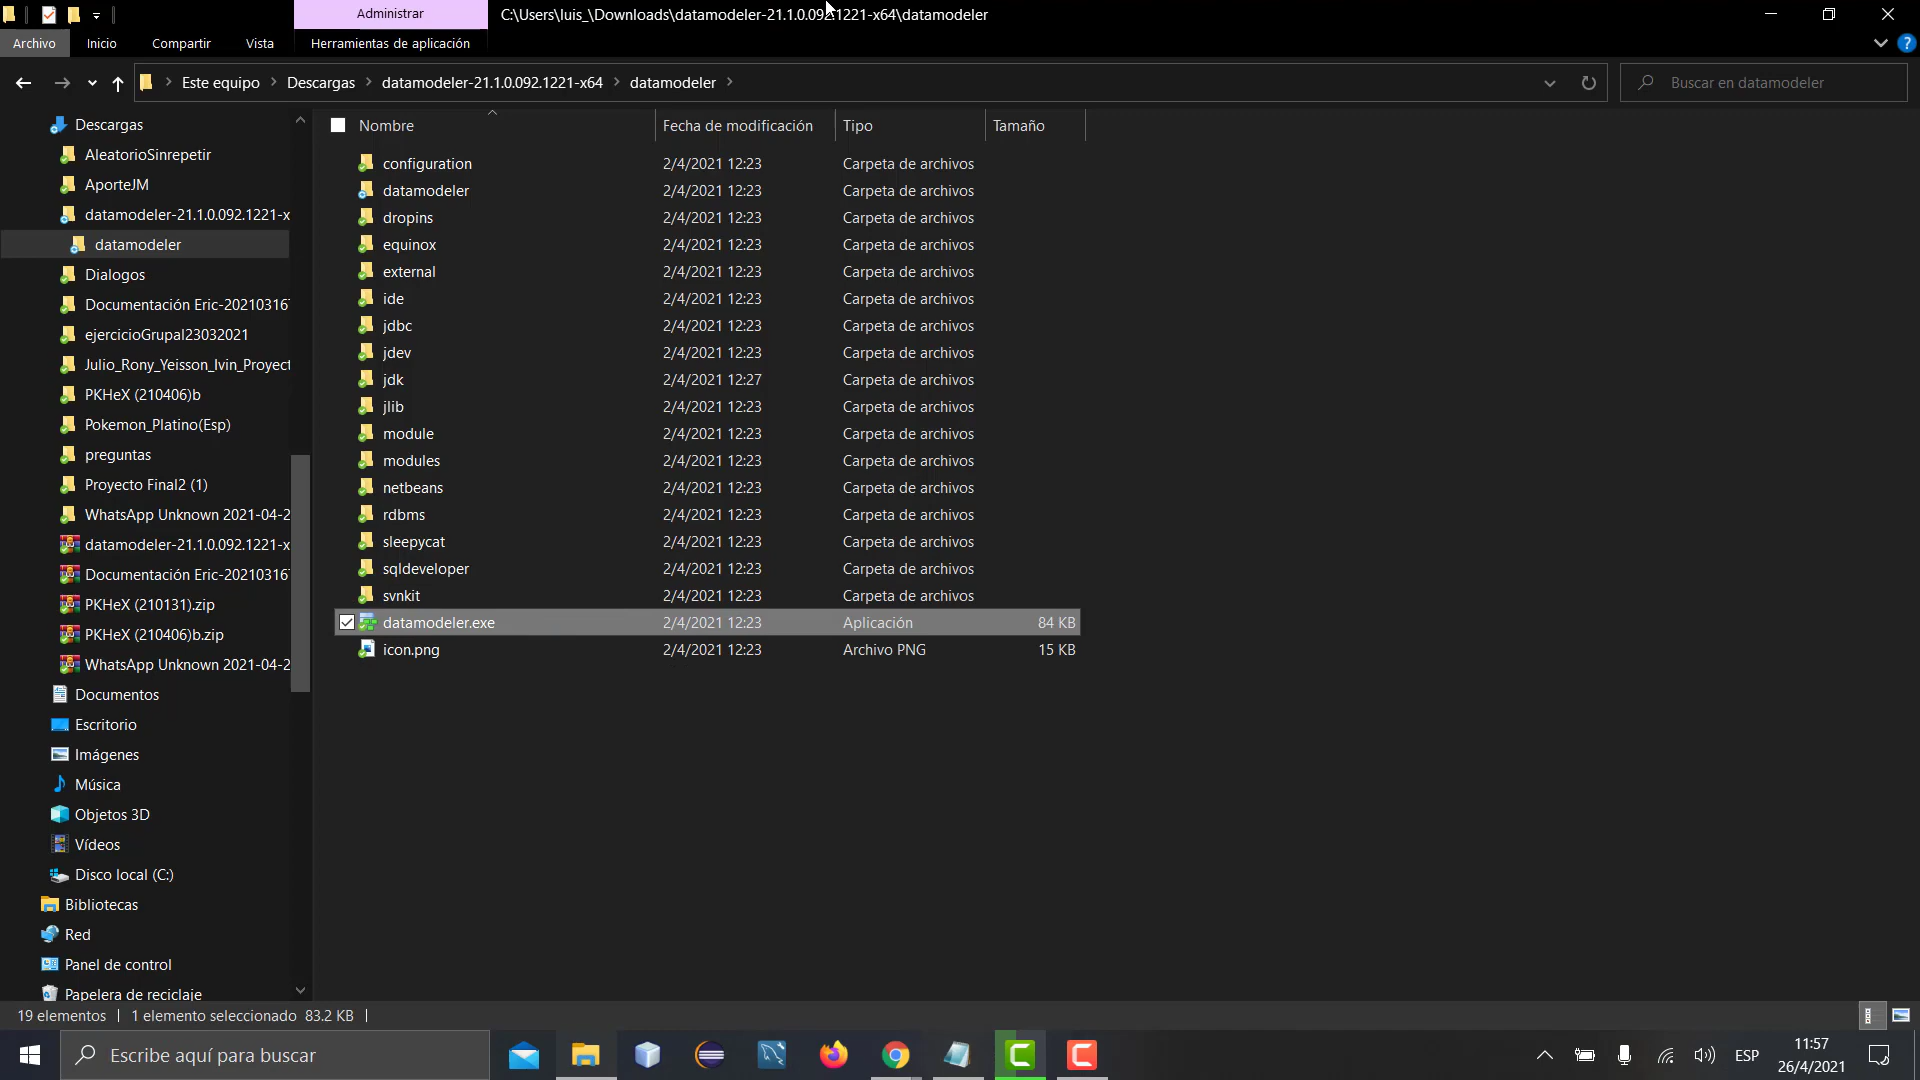 Administrar
C:\Users\luis_\Downloads\datamodeler-21.1.0.092.1221-x64\datamodeler
Archivo
Inicio
Compartir
Vista
Herramientas de aplicación
Este equipo
Descargas
datamodeler-21.1.0.092.1221-x64
datamodeler
Buscar en datamodeler
Nombre
Fecha de modificación
Tipo
Tamaño
Descargas
AleatorioSinrepetir
AporteJM
datamodeler-21.1.0.092.1221-x
datamodeler
Dialogos
Documentación Eric-20210316
ejercicioGrupal23032021
Julio_Rony_Yeisson_Ivin_Proyect
PKHeX (210406)b
Pokemon_Platino(Esp)
preguntas
Proyecto Final2 (1)
WhatsApp Unknown 2021-04-2
datamodeler-21.1.0.092.1221-x
Documentación Eric-20210316
PKHeX (210131).zip
PKHeX (210406)b.zip
WhatsApp Unknown 2021-04-2
Documentos
Escritorio
Imágenes
Música
Objetos 3D
Vídeos
Disco local (C:)
Bibliotecas
Red
Panel de control
Papelera de reciclaje
configuration 2/4/2021 12:23 Carpeta de archivos
datamodeler 2/4/2021 12:23 Carpeta de archivos
dropins 2/4/2021 12:23 Carpeta de archivos
equinox 2/4/2021 12:23 Carpeta de archivos
external 2/4/2021 12:23 Carpeta de archivos
ide 2/4/2021 12:23 Carpeta de archivos
jdbc 2/4/2021 12:23 Carpeta de archivos
jdev 2/4/2021 12:23 Carpeta de archivos
jdk 2/4/2021 12:27 Carpeta de archivos
jlib 2/4/2021 12:23 Carpeta de archivos
module 2/4/2021 12:23 Carpeta de archivos
modules 2/4/2021 12:23 Carpeta de archivos
netbeans 2/4/2021 12:23 Carpeta de archivos
rdbms 2/4/2021 12:23 Carpeta de archivos
sleepycat 2/4/2021 12:23 Carpeta de archivos
sqldeveloper 2/4/2021 12:23 Carpeta de archivos
svnkit 2/4/2021 12:23 Carpeta de archivos
datamodeler.exe 2/4/2021 12:23 Aplicación 84 KB
icon.png 2/4/2021 12:23 Archivo PNG 15 KB
19 elementos
1 elemento seleccionado 83.2 KB
Escribe aquí para buscar
ESP
11:57
26/4/2021